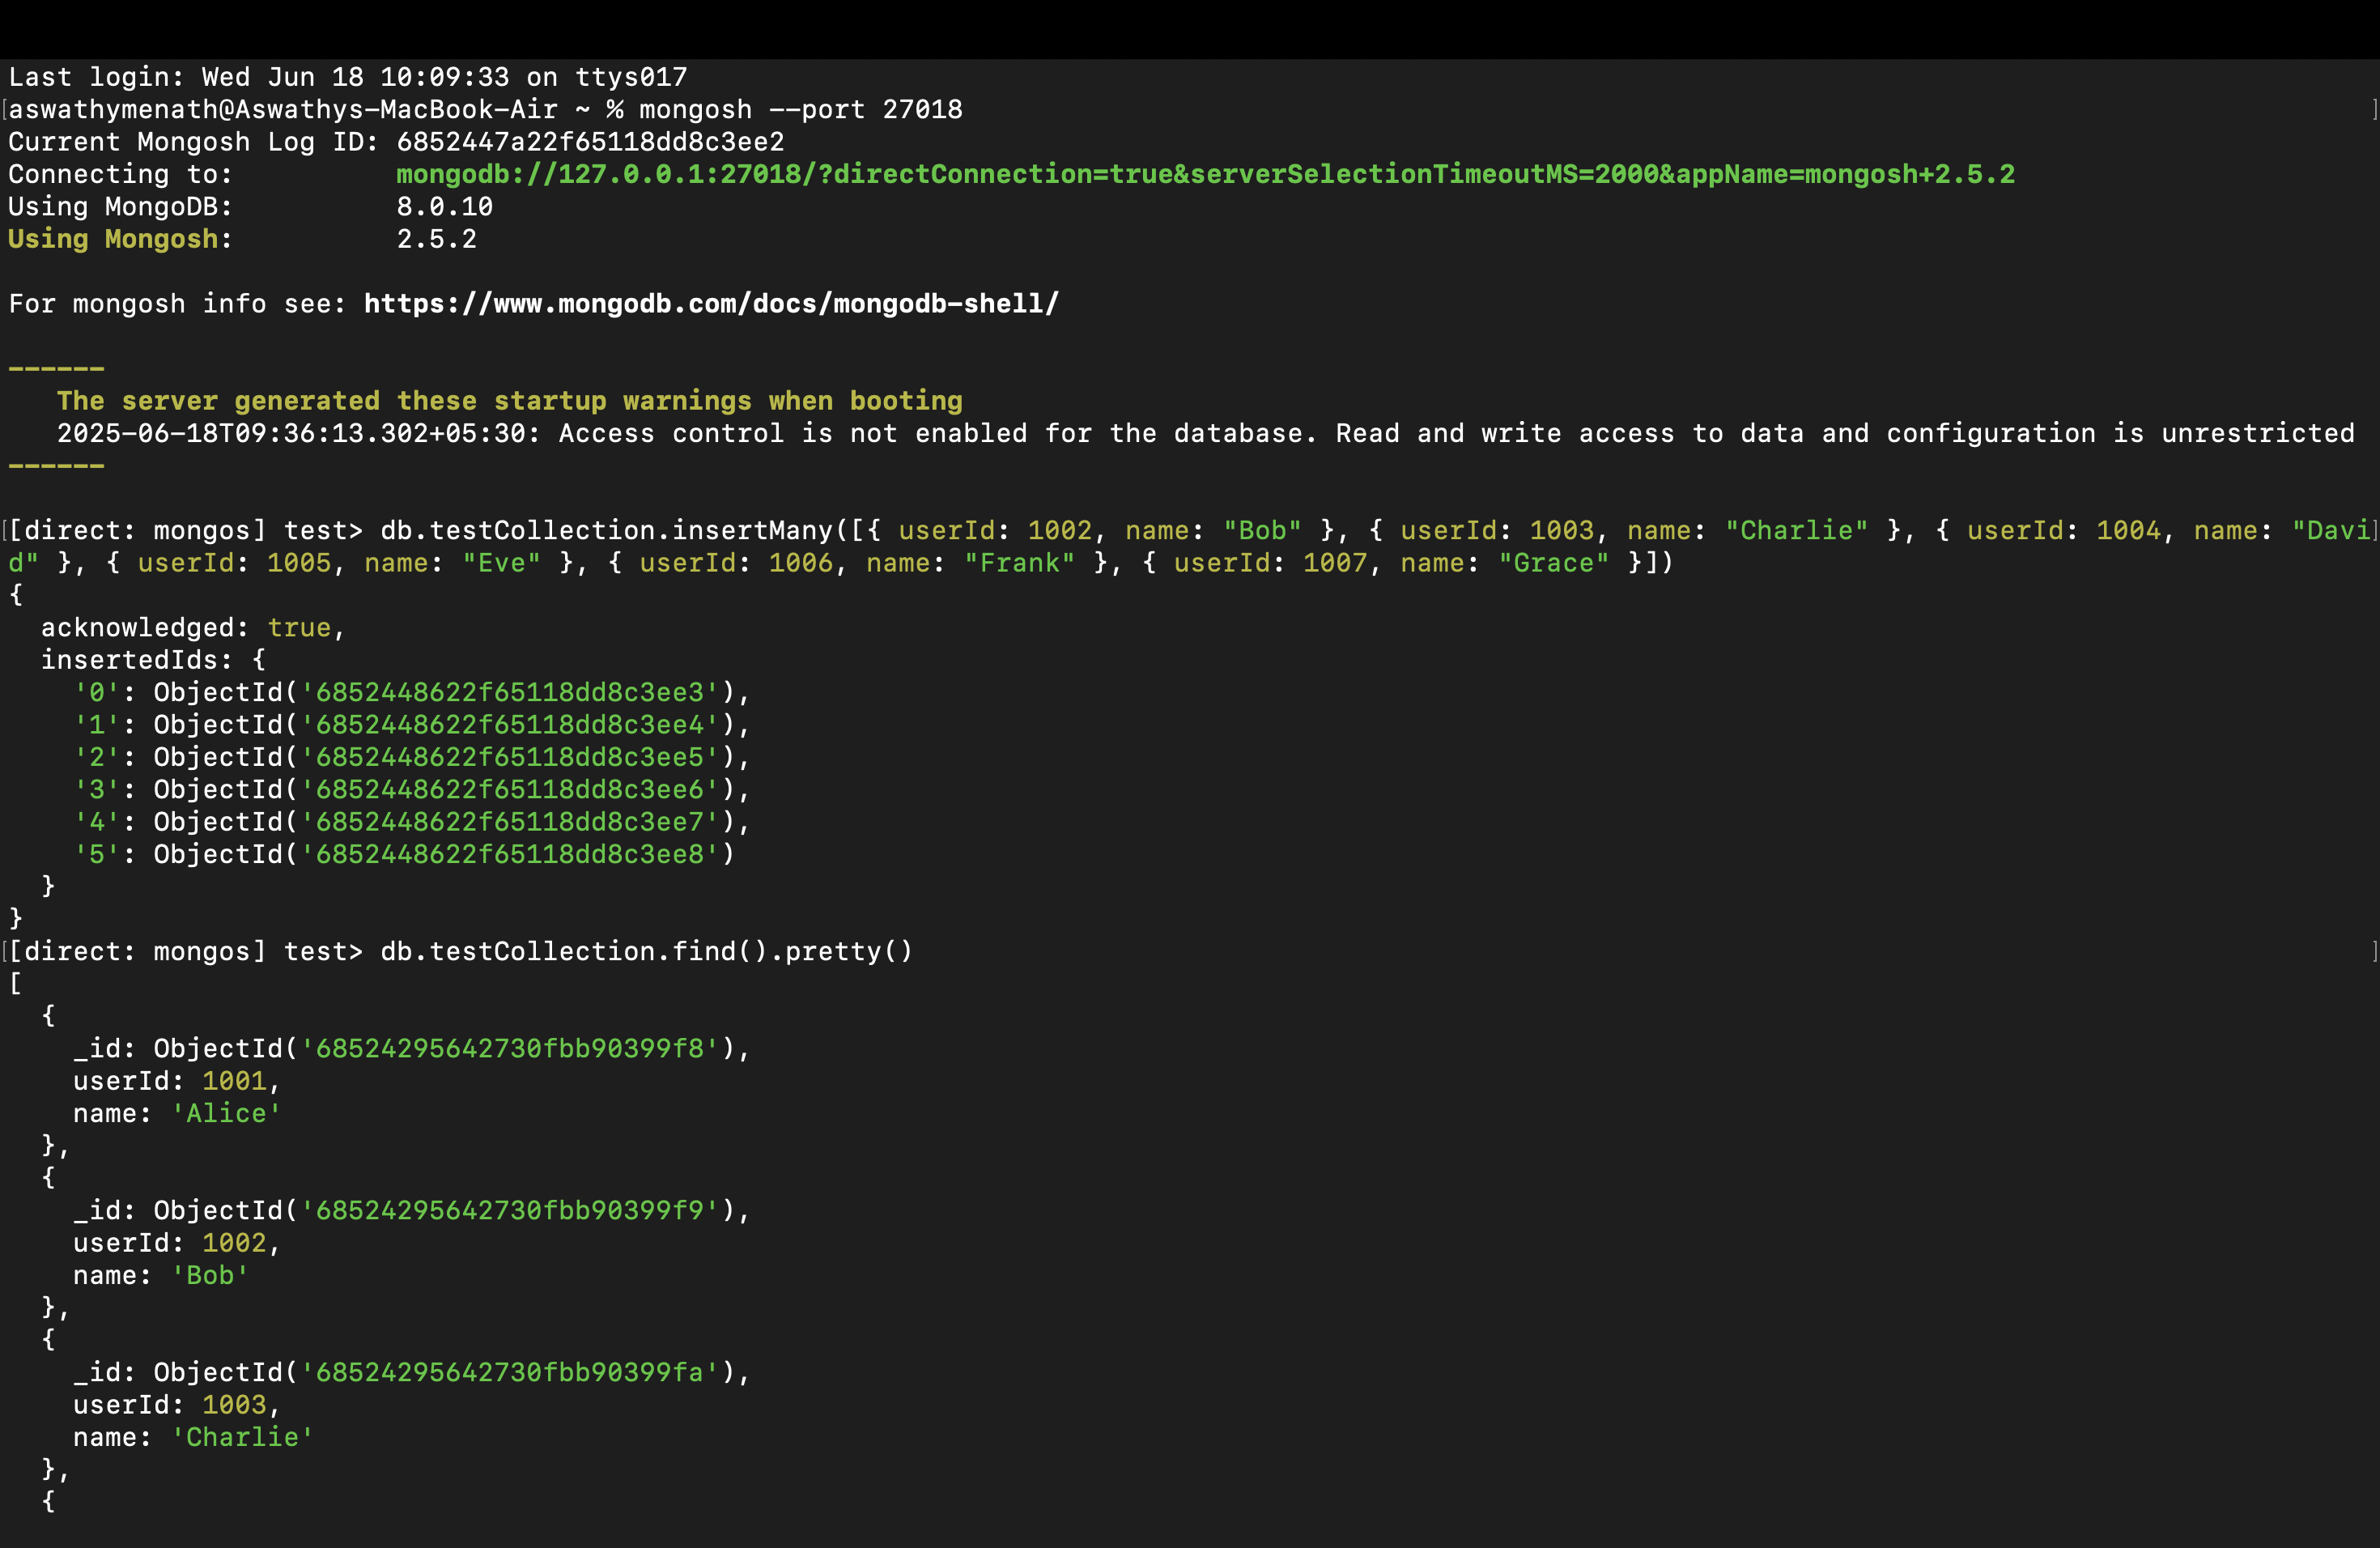 Last login: Wed Jun 18 10:09:33 on ttys017
[aswathymenath@Aswathys-MacBook-Air ~ % mongosh --port 27018 ]
Current Mongosh Log ID: 6852447a22f65118dd8c3ee2
Connecting to: mongodb://127.0.0.1:27018/?directConnection=true&serverSelectionTimeoutMS=2000&appName=mongosh+2.5.2
Using MongoDB: 8.0.10
Using Mongosh: 2.5.2
For mongosh info see: https://www.mongodb.com/docs/mongodb-shell/
------
The server generated these startup warnings when booting
2025-06-18T09:36:13.302+05:30: Access control is not enabled for the database. Read and write access to data and configuration is unrestricted
------
[[direct: mongos] test> db.testCollection.insertMany([{ userId: 1002, name: "Bob" }, { userId: 1003, name: "Charlie" }, { userId: 1004, name: "Davi]
d" }, { userId: 1005, name: "Eve" }, { userId: 1006, name: "Frank" }, { userId: 1007, name: "Grace" }])
{
  acknowledged: true,
  insertedIds: {
    '0': ObjectId('6852448622f65118dd8c3ee3'),
    '1': ObjectId('6852448622f65118dd8c3ee4'),
    '2': ObjectId('6852448622f65118dd8c3ee5'),
    '3': ObjectId('6852448622f65118dd8c3ee6'),
    '4': ObjectId('6852448622f65118dd8c3ee7'),
    '5': ObjectId('6852448622f65118dd8c3ee8')
  }
}
[[direct: mongos] test> db.testCollection.find().pretty() ]
[
  {
    _id: ObjectId('68524295642730fbb90399f8'),
    userId: 1001,
    name: 'Alice'
  },
  {
    _id: ObjectId('68524295642730fbb90399f9'),
    userId: 1002,
    name: 'Bob'
  },
  {
    _id: ObjectId('68524295642730fbb90399fa'),
    userId: 1003,
    name: 'Charlie'
  },
  {